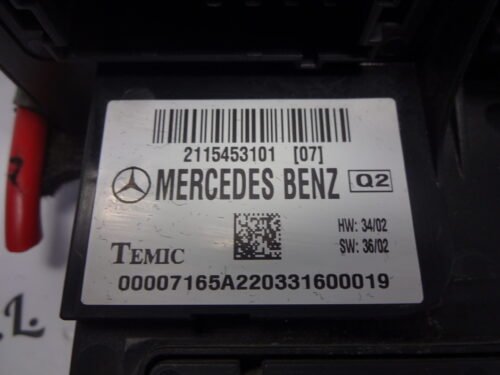 2115453101 [07]
MERCEDES BENZ Q2
HW: 34/02
SW: 36/02
TEMIC
00007165A220331600019